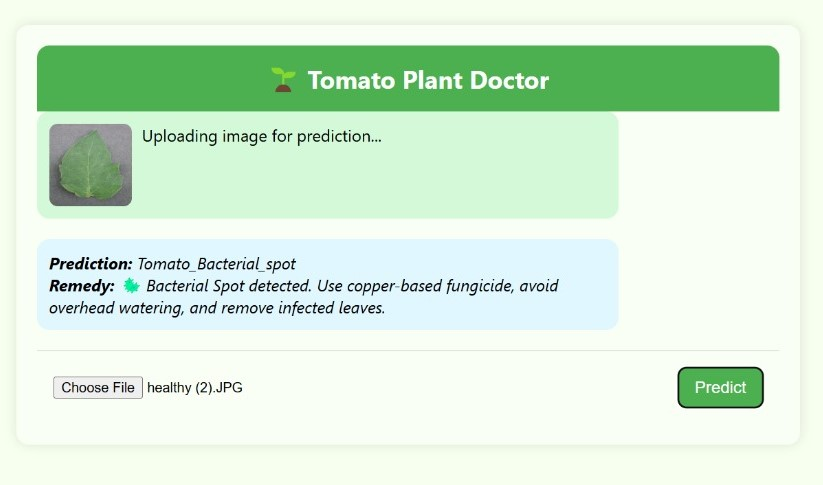 🌱 Tomato Plant Doctor
Uploading image for prediction...
Prediction: Tomato_Bacterial_spot
Remedy: Bacterial Spot detected. Use copper-based fungicide, avoid
overhead watering, and remove infected leaves.
Choose File healthy (2).JPG
Predict